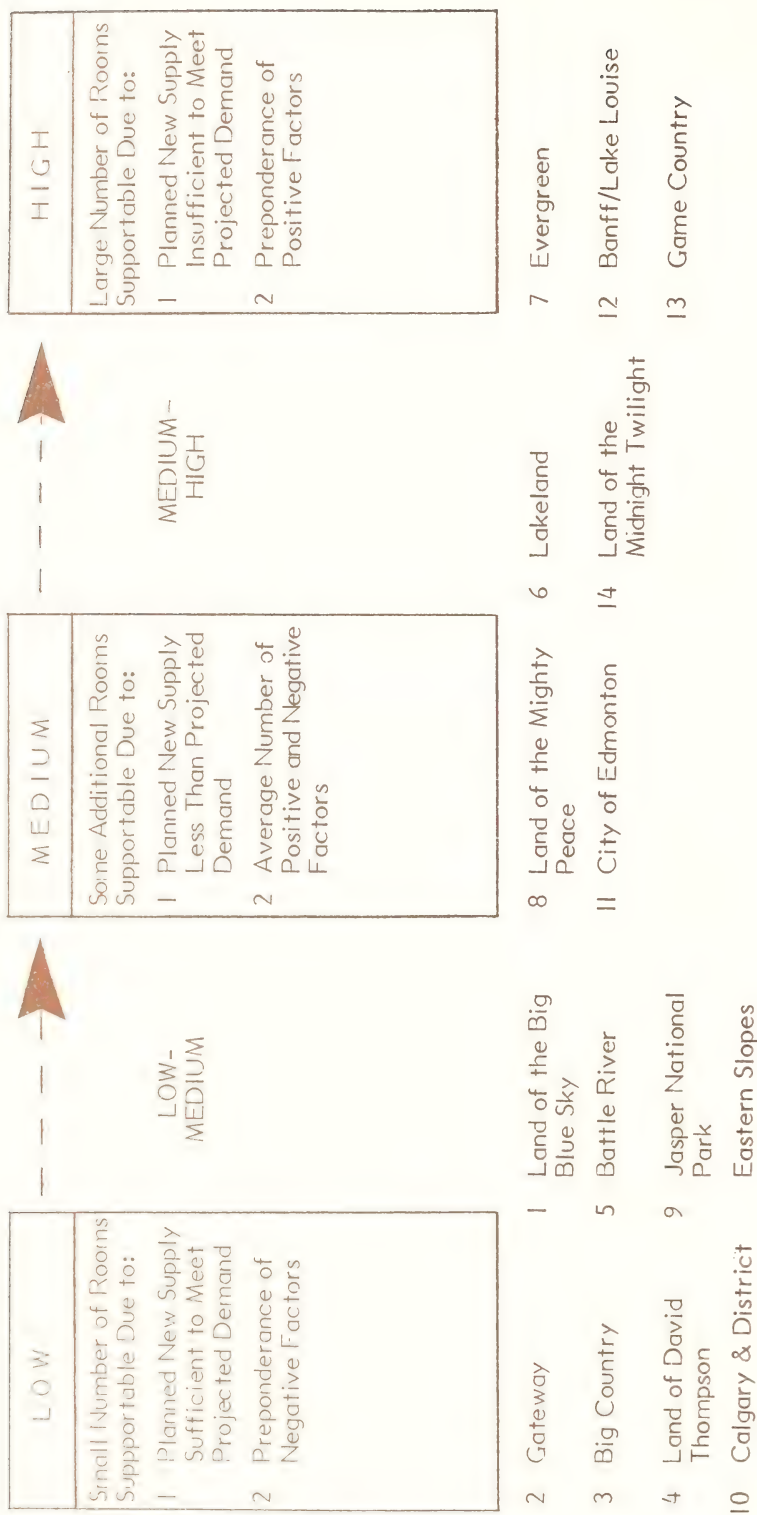 LOW
Small Number of Rooms
Suppportable Due to:
1 Planned New Supply
Sufficient to Meet
Projected Demand
2 Preponderance of
Negative Factors
LOW-
MEDIUM
MEDIUM
Some Additional Rooms
Supportable Due to:
1 Planned New Supply
Less Than Projected
Demand
2 Average Number of
Positive and Negative
Factors
MEDIUM-
HIGH
HIGH
Large Number of Rooms
Supportable Due to:
1 Planned New Supply
Insufficient to Meet
Projected Demand
2 Preponderance of
Positive Factors
2 Gateway
3 Big Country
4 Land of David
Thompson
10 Calgary & District
1 Land of the Big
Blue Sky
5 Battle River
9 Jasper National
Park
Eastern Slopes
8 Land of the Mighty
Peace
11 City of Edmonton
6 Lakeland
14 Land of the
Midnight Twilight
7 Evergreen
12 Banff/Lake Louise
13 Game Country